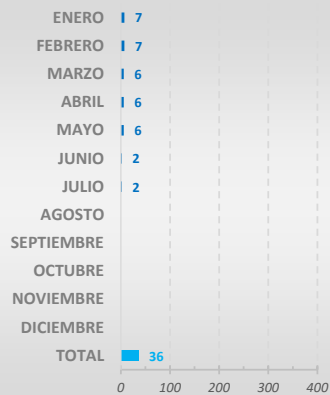 ENERO 7
FEBRERO 7
MARZO 6
ABRIL 6
MAYO 6
JUNIO 2
JULIO 2
AGOSTO
SEPTIEMBRE
OCTUBRE
NOVIEMBRE
DICIEMBRE
TOTAL 36
0 100 200 300 400